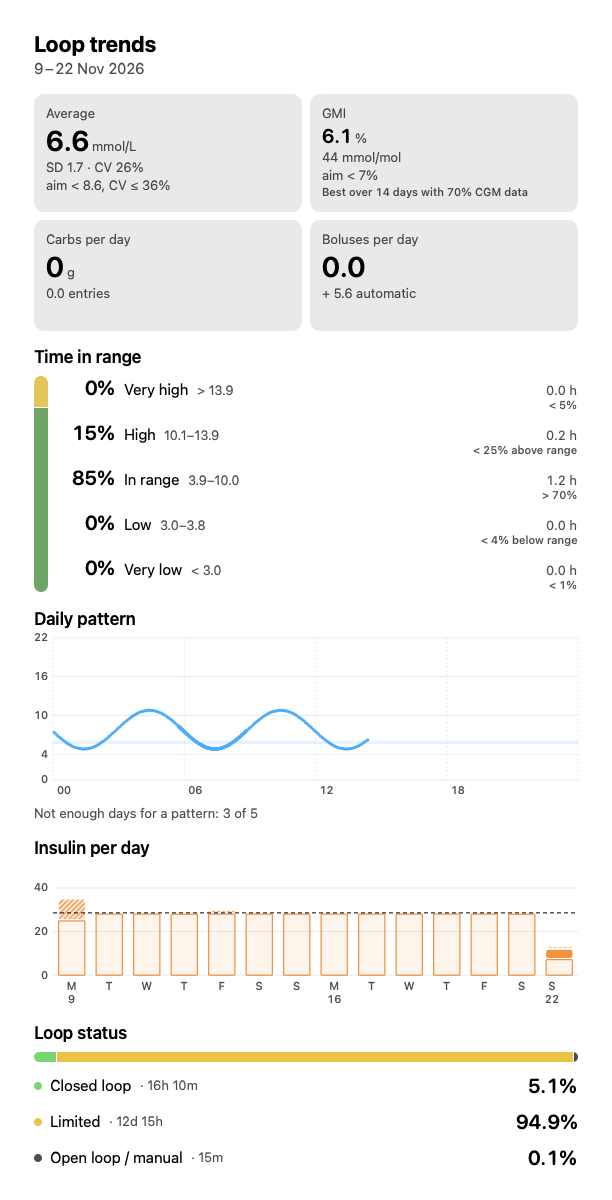 Loop trends
9–22 Nov 2026
Average
6.6 mmol/L
SD 1.7 · CV 26%
aim < 8.6, CV ≤ 36%
GMI
6.1 %
44 mmol/mol
aim < 7%
Best over 14 days with 70% CGM data
Carbs per day
0 g
0.0 entries
Boluses per day
0.0
+ 5.6 automatic
Time in range
0% Very high > 13.9 0.0 h
< 5%
15% High 10.1–13.9 0.2 h
< 25% above range
85% In range 3.9–10.0 1.2 h
> 70%
0% Low 3.0–3.8 0.0 h
< 4% below range
0% Very low < 3.0 0.0 h
< 1%
Daily pattern
22
16
10
4
0
00 06 12 18
Not enough days for a pattern: 3 of 5
Insulin per day
40
20
0
M T W T F S S M T W T F S S
9 16 22
Loop status
Closed loop · 16h 10m 5.1%
Limited · 12d 15h 94.9%
Open loop / manual · 15m 0.1%